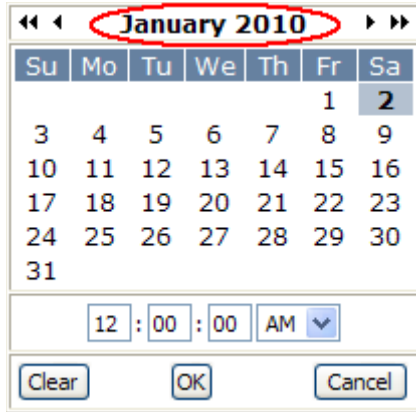 January 2010
Su Mo Tu We Th Fr Sa
1 2
3 4 5 6 7 8 9
10 11 12 13 14 15 16
17 18 19 20 21 22 23
24 25 26 27 28 29 30
31
12 : 00 : 00 AM
Clear OK Cancel